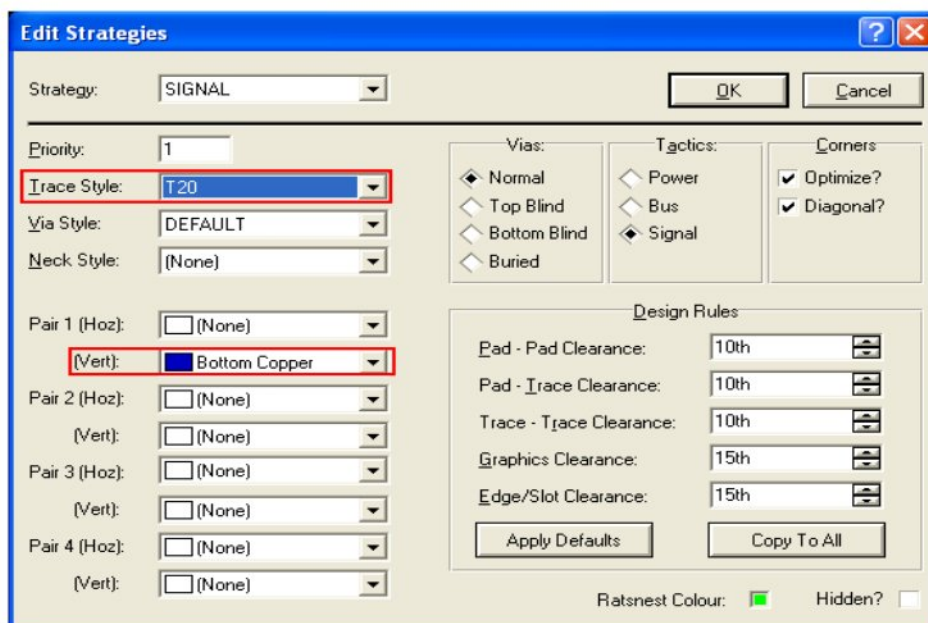 Edit Strategies
Strategy: SIGNAL OK Cancel
Priority: 1
Trace Style: T20
Via Style: DEFAULT
Neck Style: (None)
Pair 1 (Hoz): (None)
(Vert): Bottom Copper
Pair 2 (Hoz): (None)
(Vert): (None)
Pair 3 (Hoz): (None)
(Vert): (None)
Pair 4 (Hoz): (None)
(Vert): (None)
Vias:
Normal
Top Blind
Bottom Blind
Buried
Tactics:
Power
Bus
Signal
Corners
Optimize?
Diagonal?
Design Rules
Pad - Pad Clearance: 10th
Pad - Trace Clearance: 10th
Trace - Trace Clearance: 10th
Graphics Clearance: 15th
Edge/Slot Clearance: 15th
Apply Defaults Copy To All
Ratsnest Colour: Hidden?